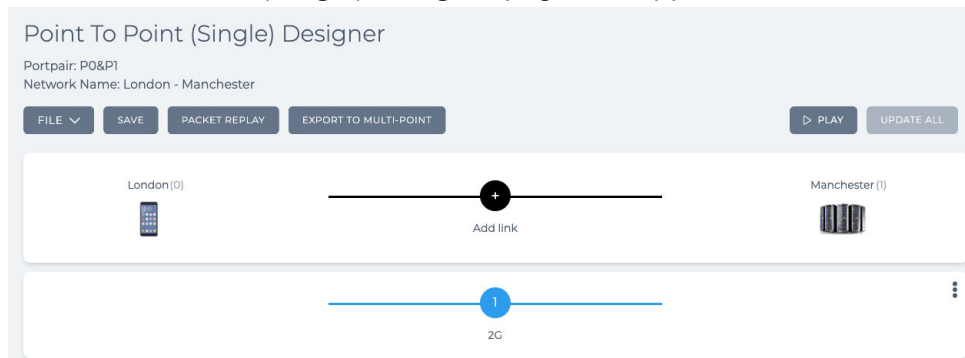 Point To Point (Single) Designer
Portpair: P0&P1
Network Name: London - Manchester
FILE SAVE PACKET REPLAY EXPORT TO MULTI-POINT PLAY UPDATE ALL
London(0) + Manchester(1)
Add link
1
2G